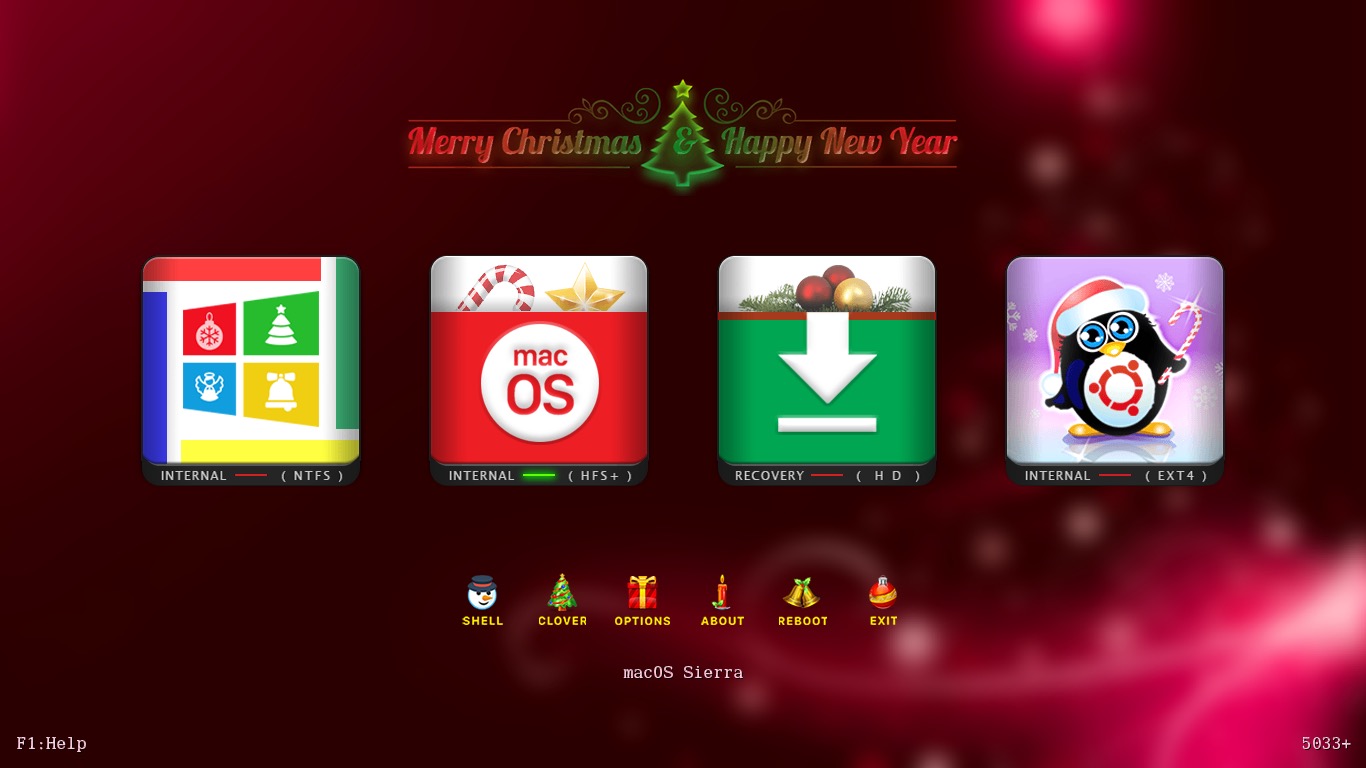 Merry Christmas & Happy New Year
mac
OS
INTERNAL ( NTFS )
INTERNAL ( HFS+ )
RECOVERY ( H D )
INTERNAL ( EXT4 )
SHELL
CLOVER
OPTIONS
ABOUT
REBOOT
EXIT
macOS Sierra
F1:Help
5033+